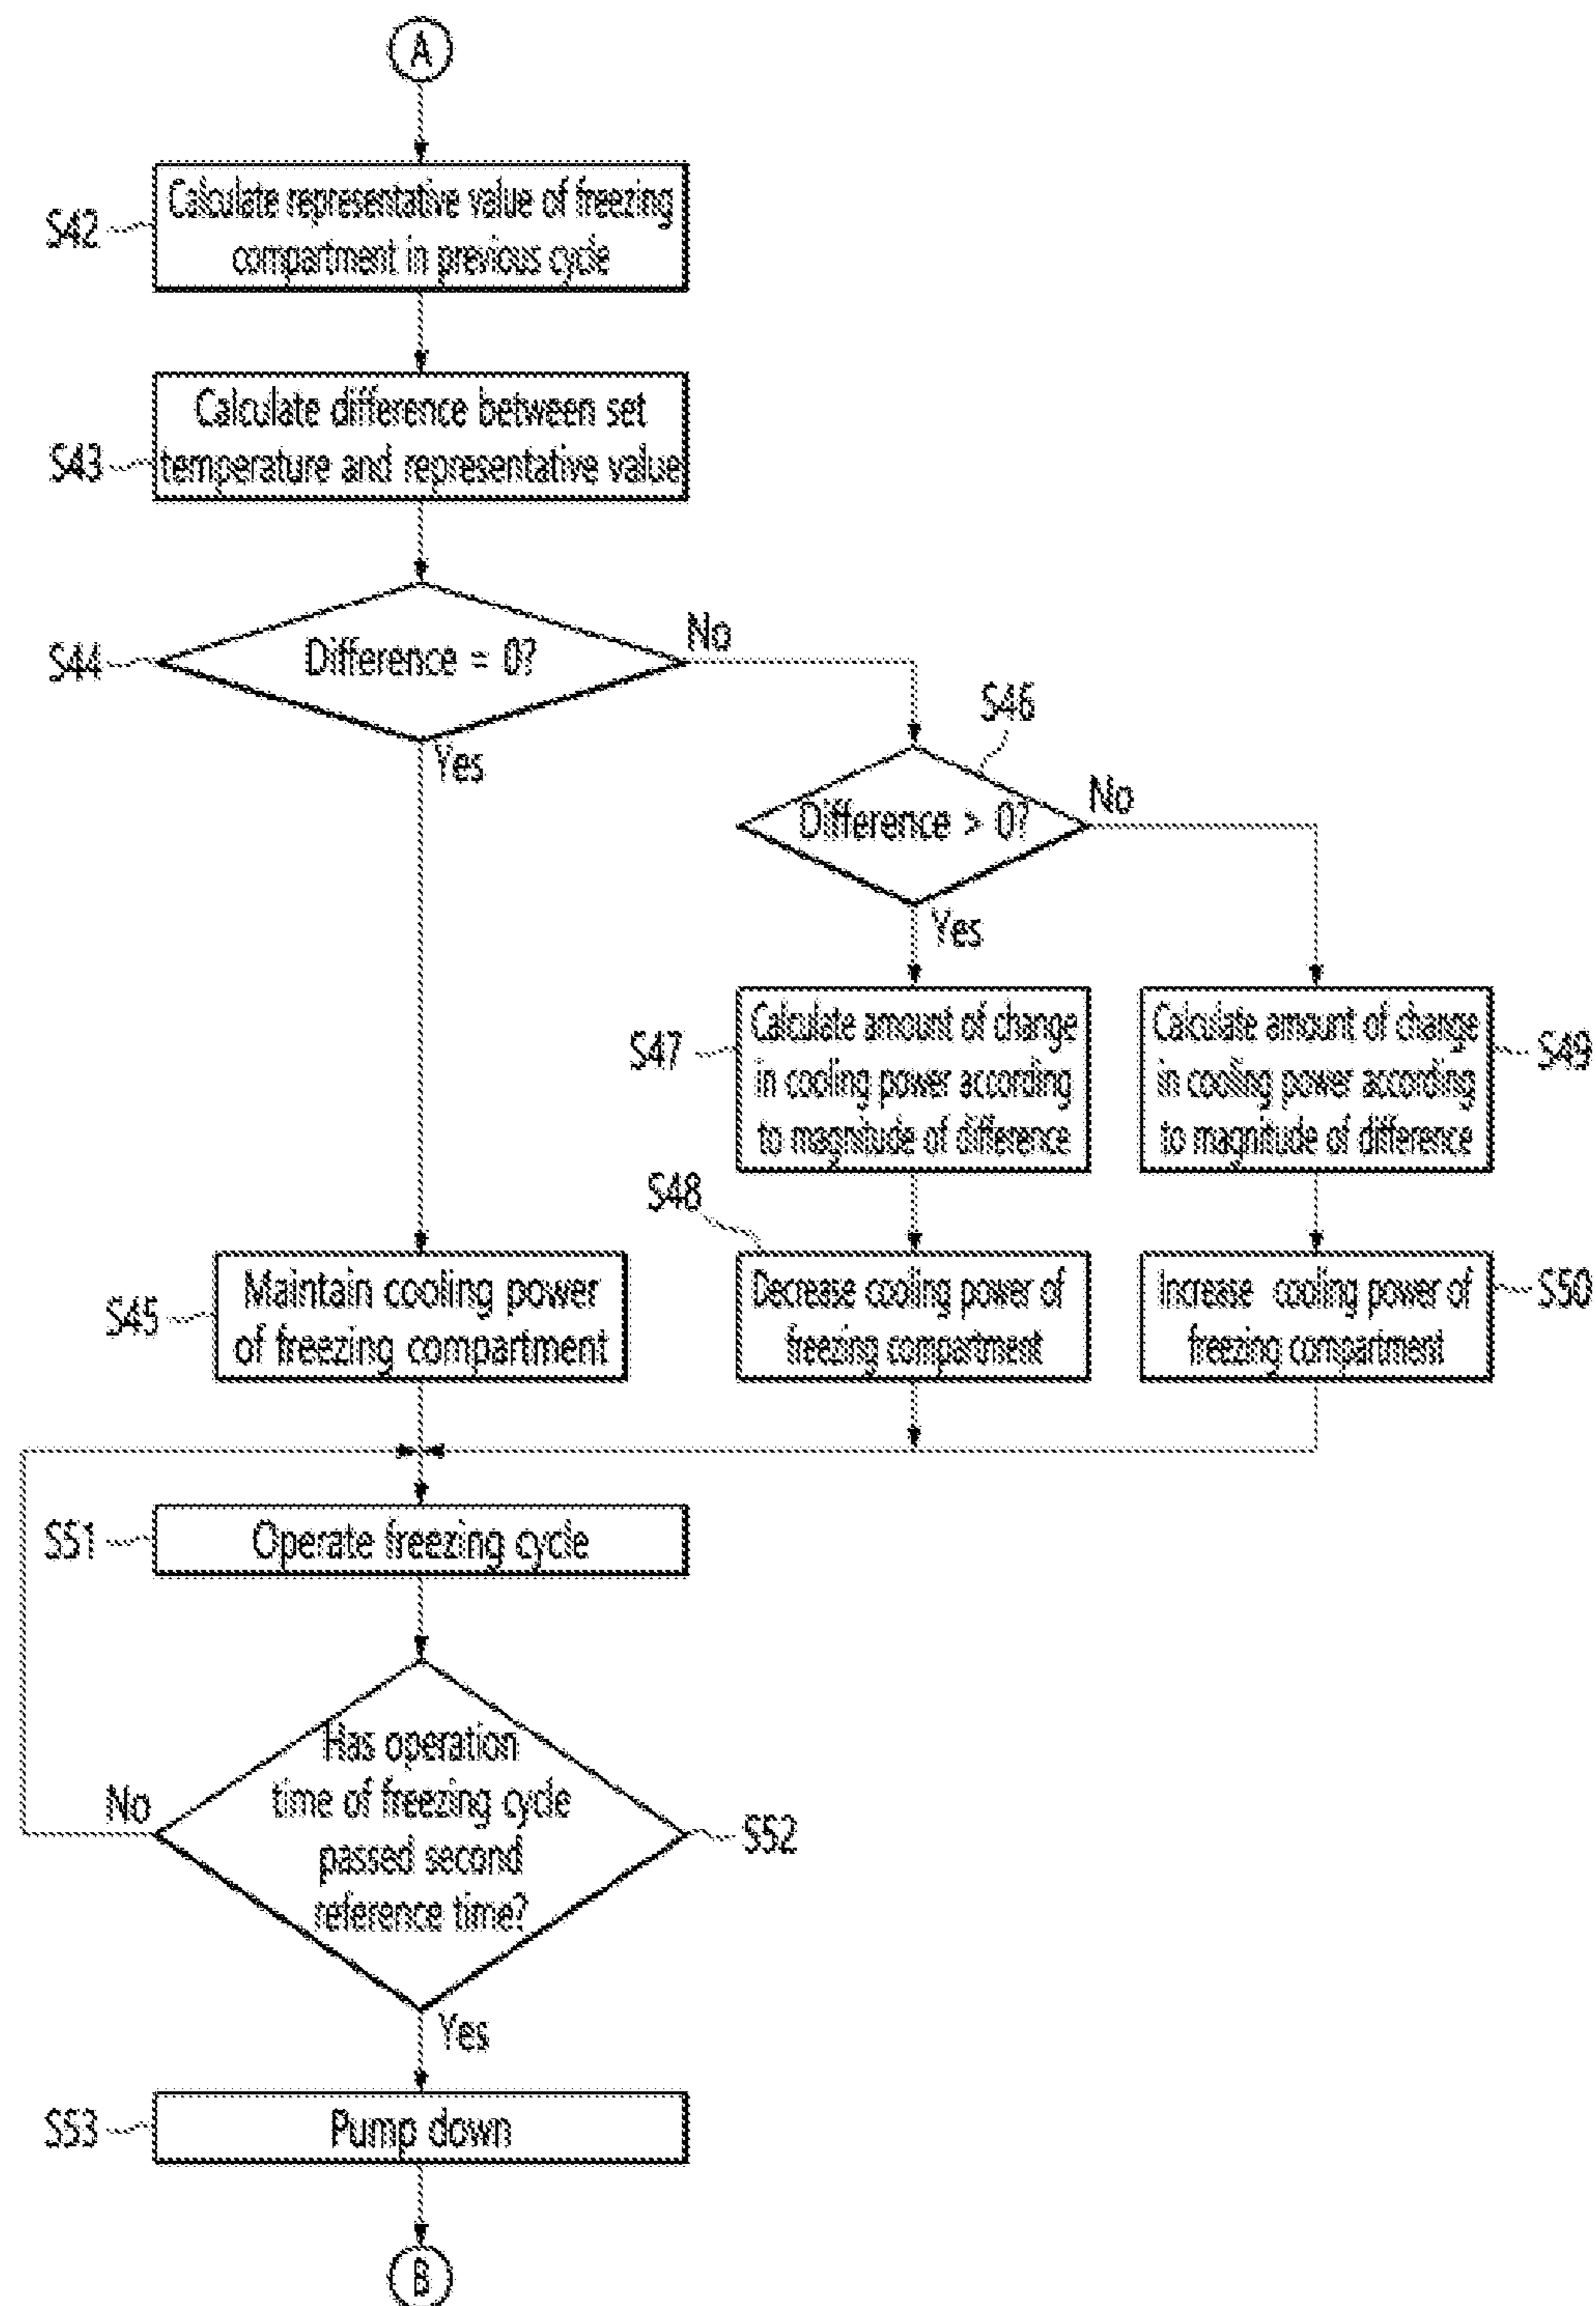 A
S42
Calculate representative value of freezing
compartment in previous cycle
S43
Calculate difference between set
temperature and representative value
S44
Difference = 0?
No
Yes
S46
Difference > 0?
No
Yes
S47
Calculate amount of change
in cooling power according
to magnitude of difference
Calculate amount of change
in cooling power according
to magnitude of difference
S49
S48
S45
Maintain cooling power
of freezing compartment
Decrease cooling power of
freezing compartment
Increase cooling power of
freezing compartment
S50
S51
Operate freezing cycle
Has operation
time of freezing cycle
passed second
reference time?
No
S52
Yes
S53
Pump down
B